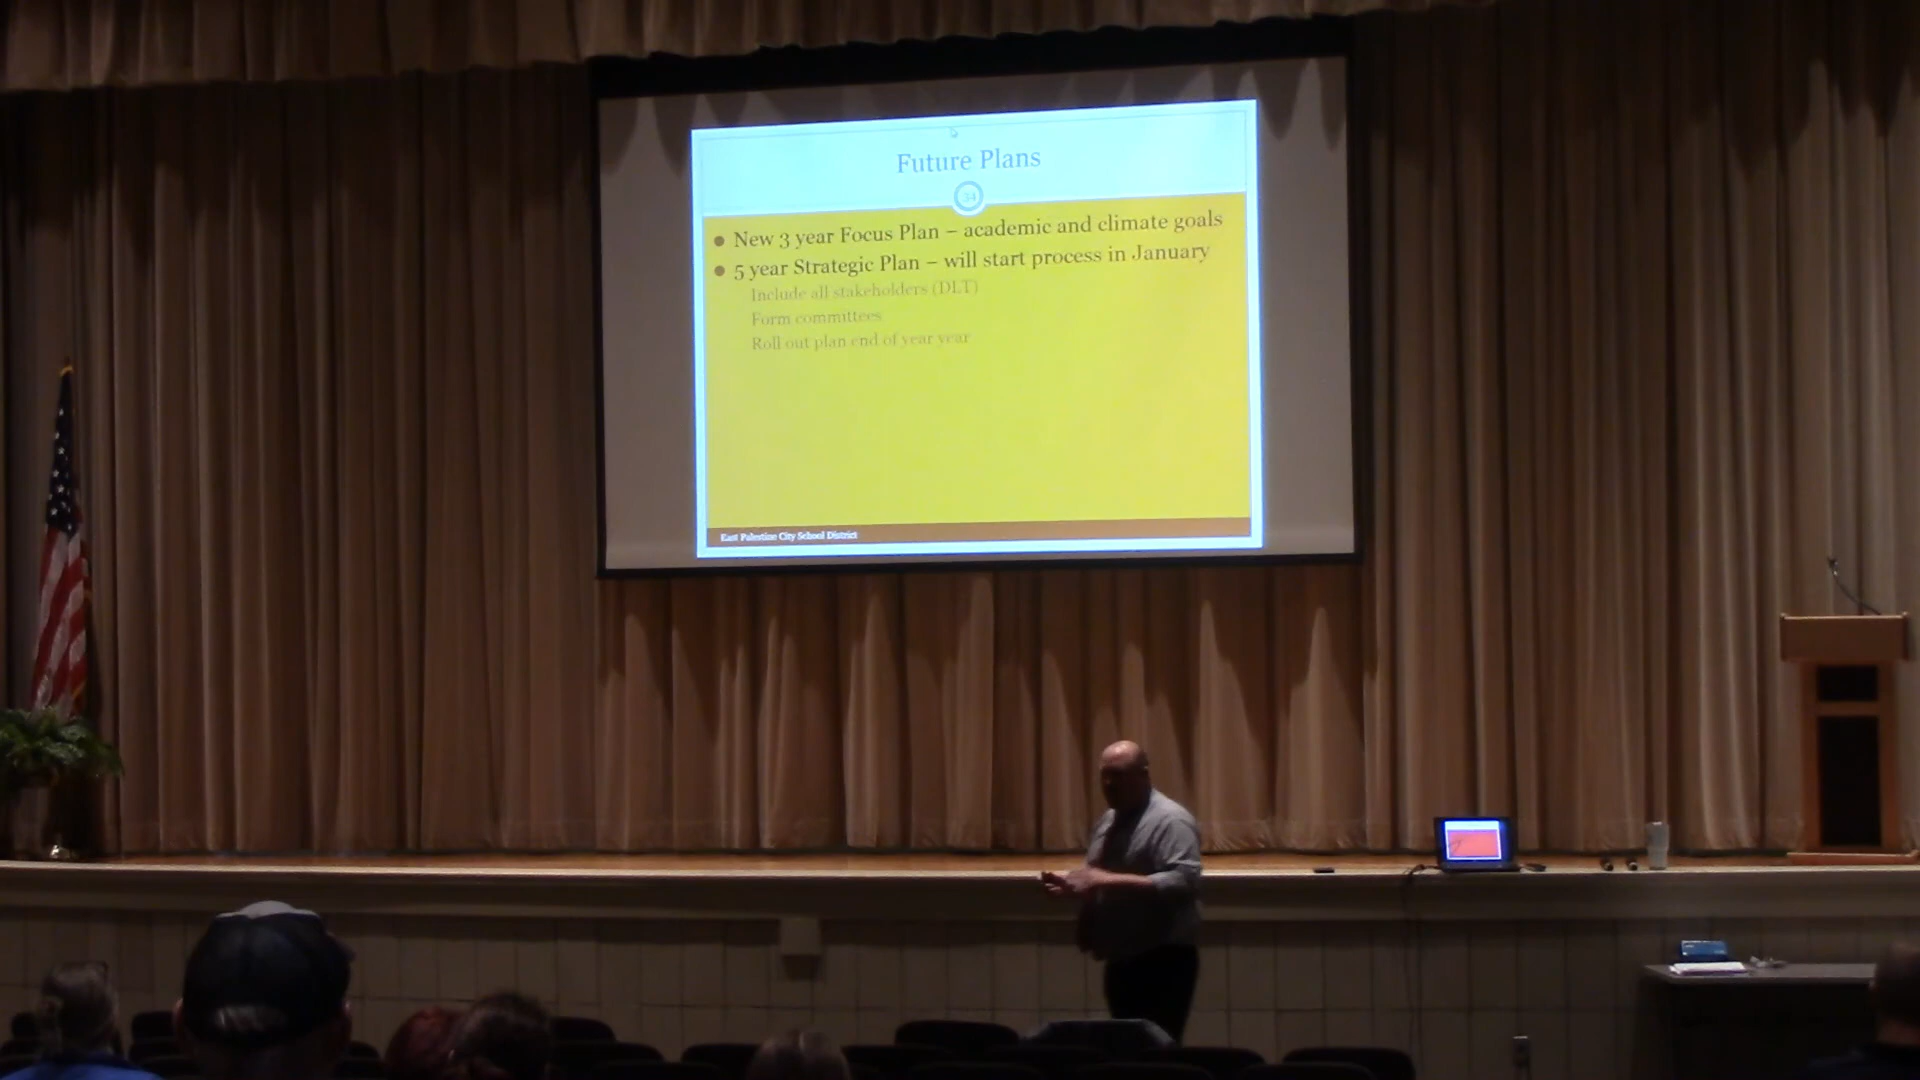 Future Plans
34
New 3 year Focus Plan – academic and climate goals
5 year Strategic Plan – will start process in January
Include all stakeholders (DLT)
Form committees
Roll out plan end of year year
East Palestine City School District